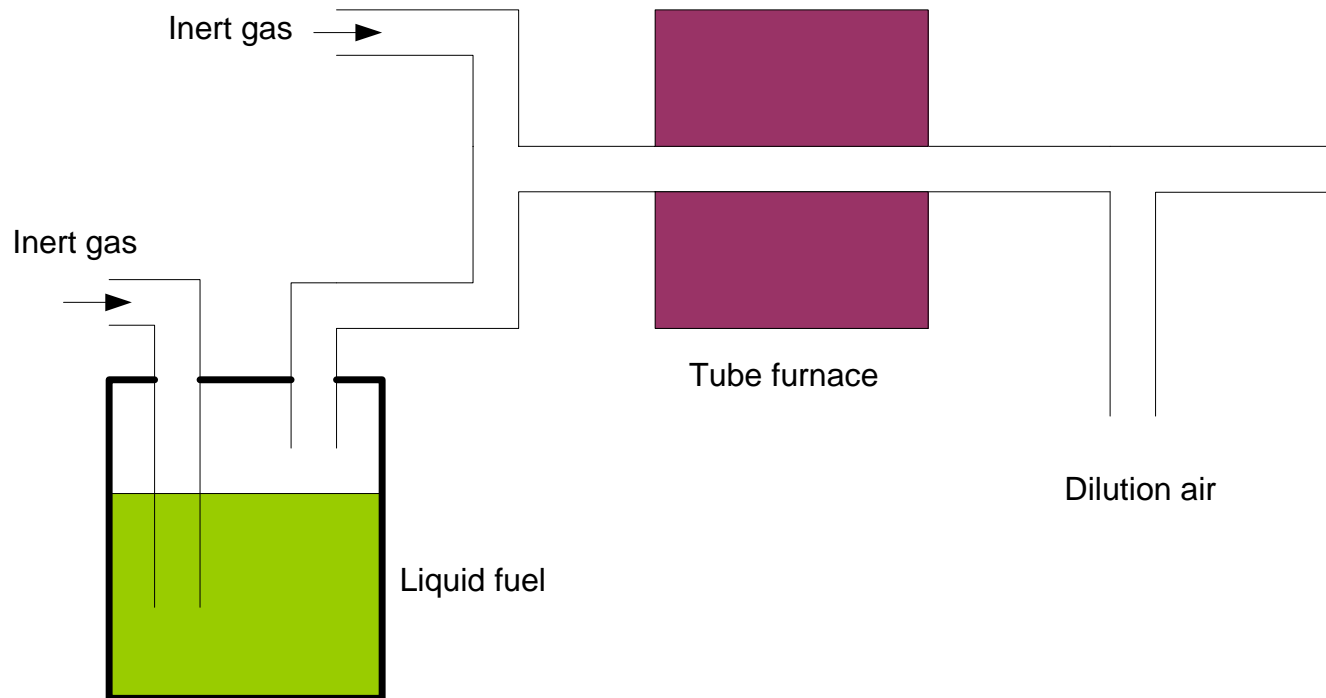 Inert gas
Inert gas
Tube furnace
Dilution air
Liquid fuel